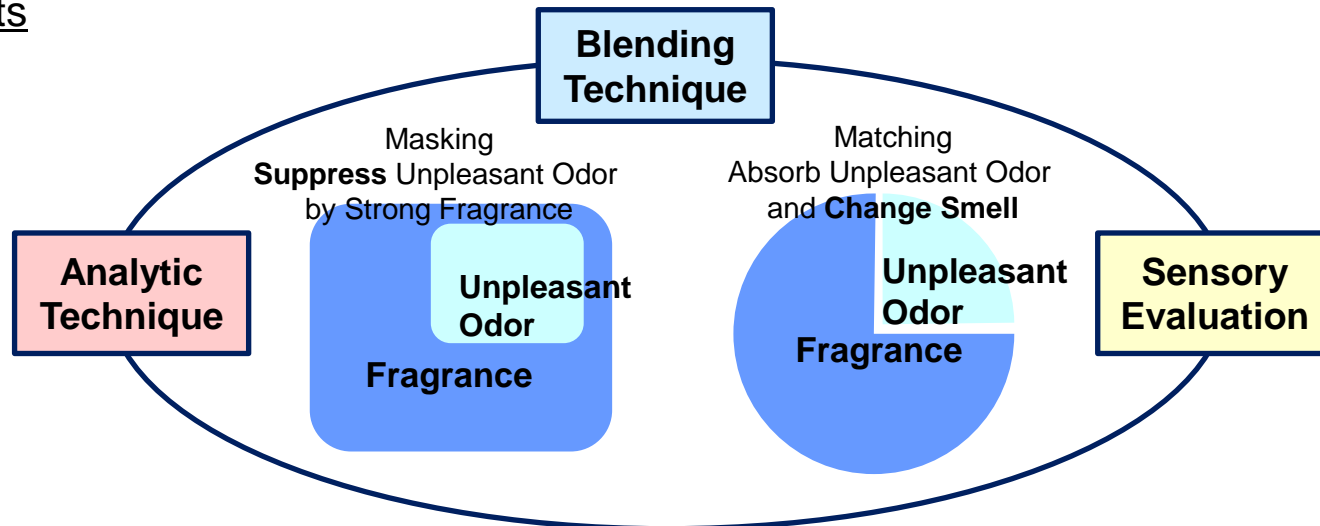 Blending
Technique
Masking
Suppress Unpleasant Odor
by Strong Fragrance
Matching
Absorb Unpleasant Odor
and Change Smell
Analytic
Technique
Unpleasant
Odor
Fragrance
Unpleasant
Odor
Fragrance
Sensory
Evaluation